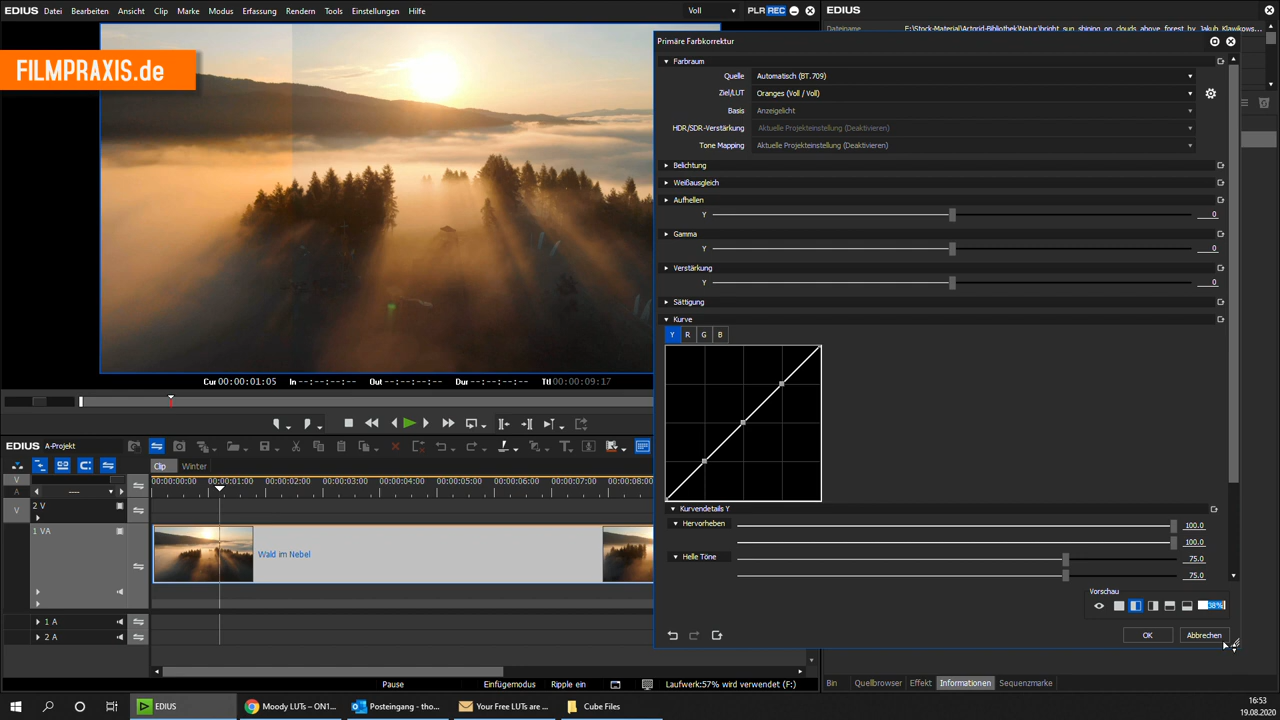 EDIUS Datei Bearbeiten Ansicht Clip Marke Modus Erfassung Rendern Tools Einstellungen Hilfe Voll PLR REC
FILMPRAXIS.de
EDIUS
Dateiname E:\Stock-Material\Artgrid-Bibliothek\Natur\bright_sun_shining_on_clouds_above_forest_by_Jakub_Klawikows...
Primäre Farbkorrektur
Farbraum
Quelle Automatisch (BT.709)
Ziel/LUT Oranges (Voll / Voll)
Basis Anzeigelicht
HDR/SDR-Verstärkung Aktuelle Projekteinstellung (Deaktivieren)
Tone Mapping Aktuelle Projekteinstellung (Deaktivieren)
Belichtung
Weißausgleich
Aufhellen
Y 0
Gamma
Y 0
Verstärkung
Y 0
Sättigung
Kurve
Y R G B
Kurvendetails Y
Hervorheben 100.0
100.0
Helle Töne 75.0
75.0
Vorschau
38%
OK Abbrechen
Cur 00:00:01:05 In --:--:--:-- Out --:--:--:-- Dur --:--:--:-- Ttl 00:00:09:17
EDIUS A-Projekt
Clip Winter
V
A ----
00:00:00:00 00:00:01:00 00:00:02:00 00:00:03:00 00:00:04:00 00:00:05:00 00:00:06:00 00:00:07:00 00:00:08:00
V 2 V
1 VA
Wald im Nebel
1 A
2 A
Pause Einfügemodus Ripple ein Laufwerk:57% wird verwendet (F:)
Bin Quellbrowser Effekt Informationen Sequenzmarke
EDIUS Moody LUTs – ON1... Posteingang - tho... Your Free LUTs are ... Cube Files
16:53
19.08.2020